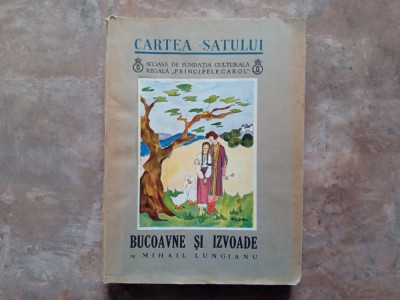 CARTEA SATULUI
SCOASĂ DE FUNDAȚIA CULTURALĂ
REGALĂ „PRINCIPELE CAROL”
BUCOAVNE ȘI IZVOADE
DE MIHAIL LUNGIANU